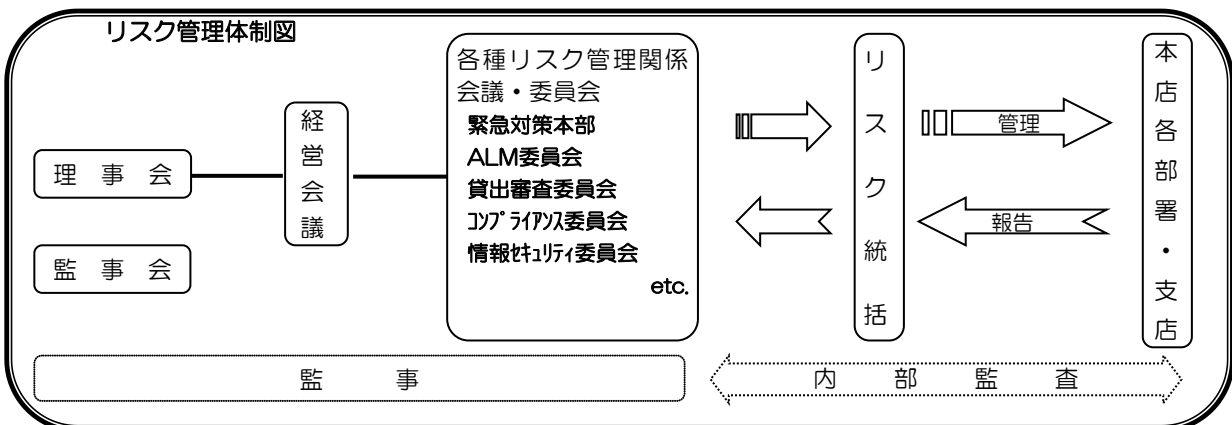 リスク管理体制図
理事会
監事会
経営会議
各種リスク管理関係
会議・委員会
緊急対策本部
ALM委員会
貸出審査委員会
ｺﾝﾌﾟﾗｲｱﾝｽ委員会
情報ｾｷｭﾘﾃｨ委員会
etc.
リスク統括
管理
報告
本店各部署・支店
監事
内部監査